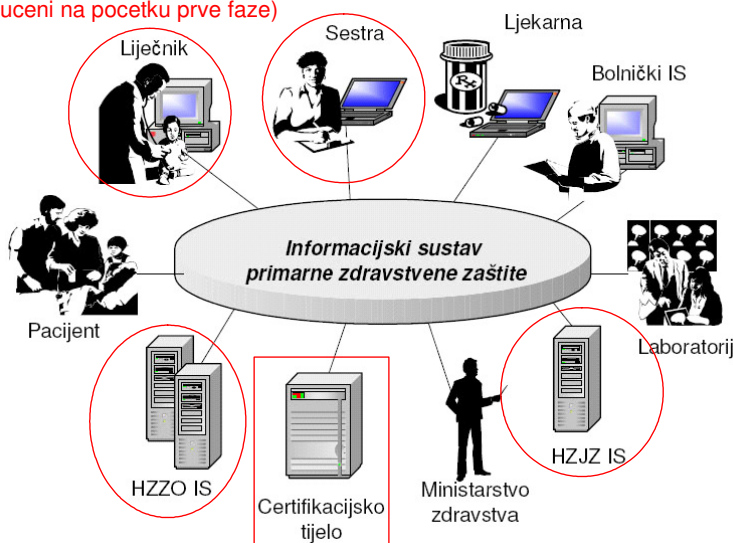 uceni na pocetku prve faze)
Liječnik
Sestra
Ljekarna
Bolnički IS
Informacijski sustav
primarne zdravstvene zaštite
Pacijent
Laboratorij
HZZO IS
Certifikacijsko
tijelo
Ministarstvo
zdravstva
HZJZ IS